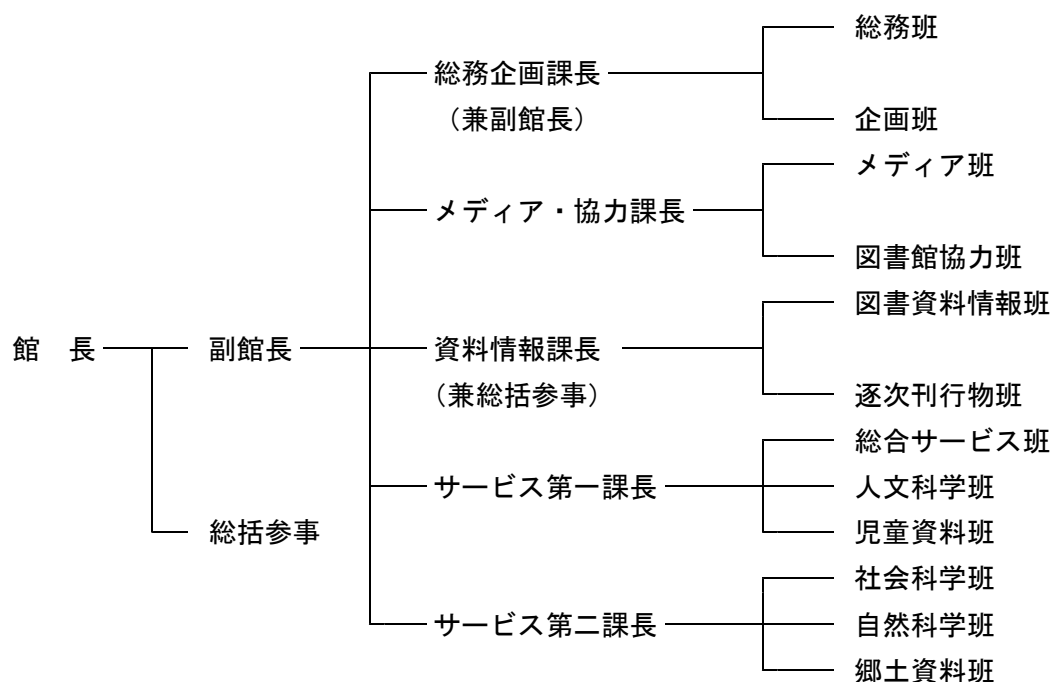 総務班
総務企画課長
（兼副館長）
企画班
メディア班
メディア・協力課長
図書館協力班
図書資料情報班
館　長
副館長
資料情報課長
（兼総括参事）
逐次刊行物班
総合サービス班
サービス第一課長
人文科学班
総括参事
児童資料班
社会科学班
サービス第二課長
自然科学班
郷土資料班